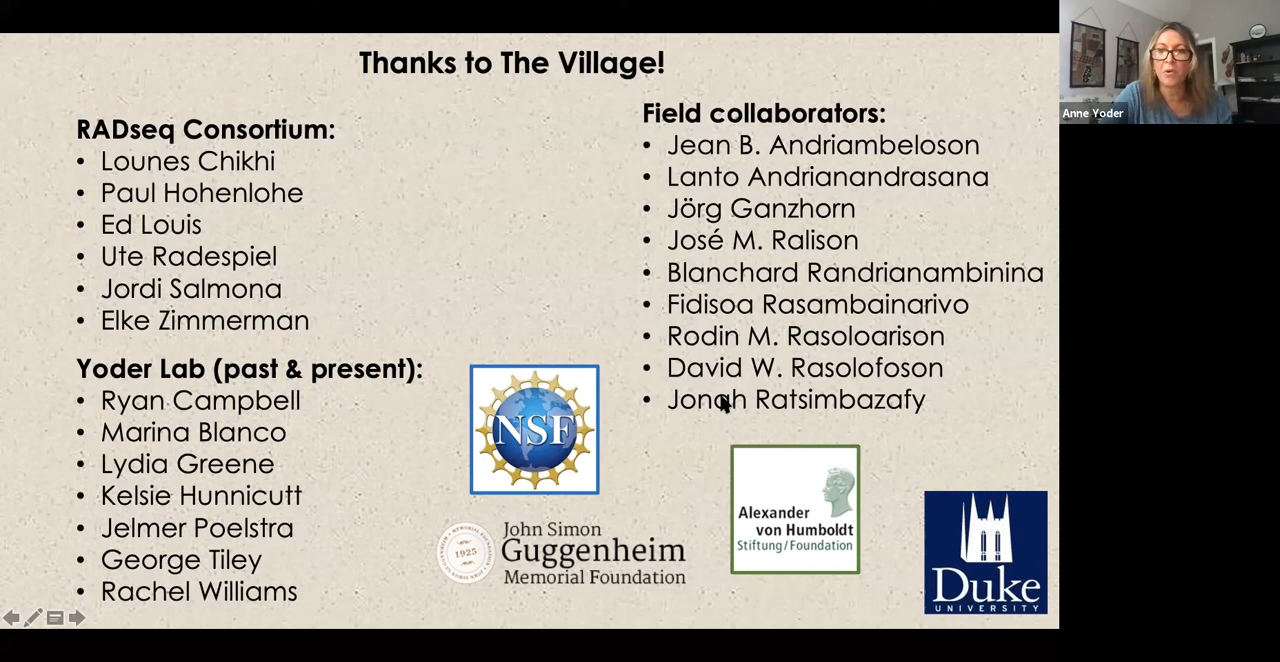 Thanks to The Village!
RADseq Consortium:
• Lounes Chikhi
• Paul Hohenlohe
• Ed Louis
• Ute Radespiel
• Jordi Salmona
• Elke Zimmerman
Yoder Lab (past & present):
• Ryan Campbell
• Marina Blanco
• Lydia Greene
• Kelsie Hunnicutt
• Jelmer Poelstra
• George Tiley
• Rachel Williams
Field collaborators:
• Jean B. Andriambeloson
• Lanto Andrianandrasana
• Jörg Ganzhorn
• José M. Ralison
• Blanchard Randrianambinina
• Fidisoa Rasambainarivo
• Rodin M. Rasoloarison
• David W. Rasolofoson
• Jonah Ratsimbazafy
NSF
1925
John Simon
Guggenheim
Memorial Foundation
Alexander
von Humboldt
Stiftung/Foundation
Duke
UNIVERSITY
Anne Yoder